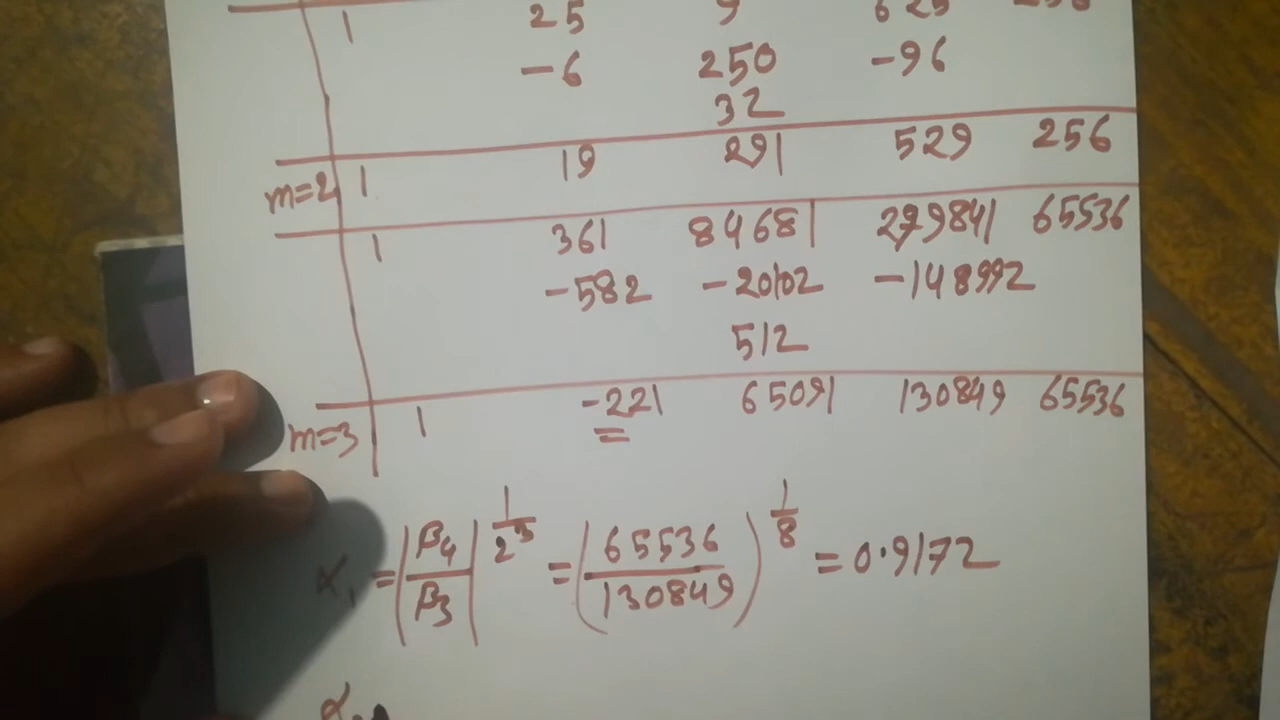 1 25 9 625 256
-6 250 -96
32
m=2 1 19 291 529 256
1 361 84681 279841 65536
-582 -20102 -148992
512
m=3 1 -221 65091 130849 65536
α₁ = |β₄/β₃|^(1/2³) = (65536/130849)^(1/8) = 0.9172
α